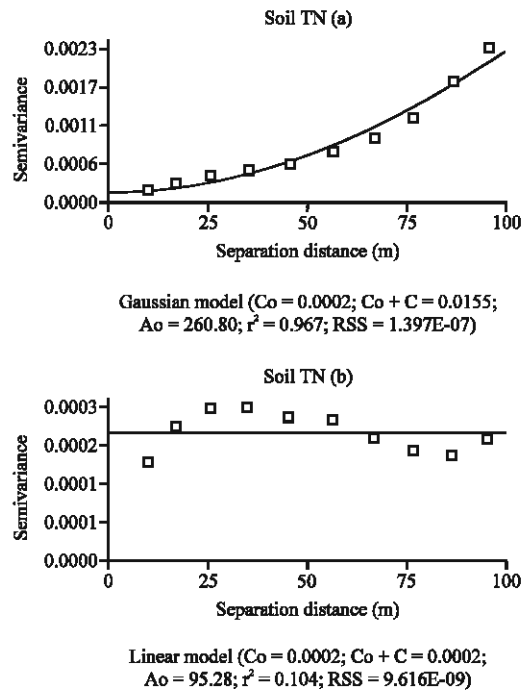 Soil TN (a)
0.0023
0.0017
0.0011
0.0006
0.0000
Semivariance
0 25 50 75 100
Separation distance (m)
Gaussian model (Co = 0.0002; Co + C = 0.0155;
Ao = 260.80; r² = 0.967; RSS = 1.397E-07)
Soil TN (b)
0.0003
0.0002
0.0001
0.0001
0.0000
Semivariance
0 25 50 75 100
Separation distance (m)
Linear model (Co = 0.0002; Co + C = 0.0002;
Ao = 95.28; r² = 0.104; RSS = 9.616E-09)